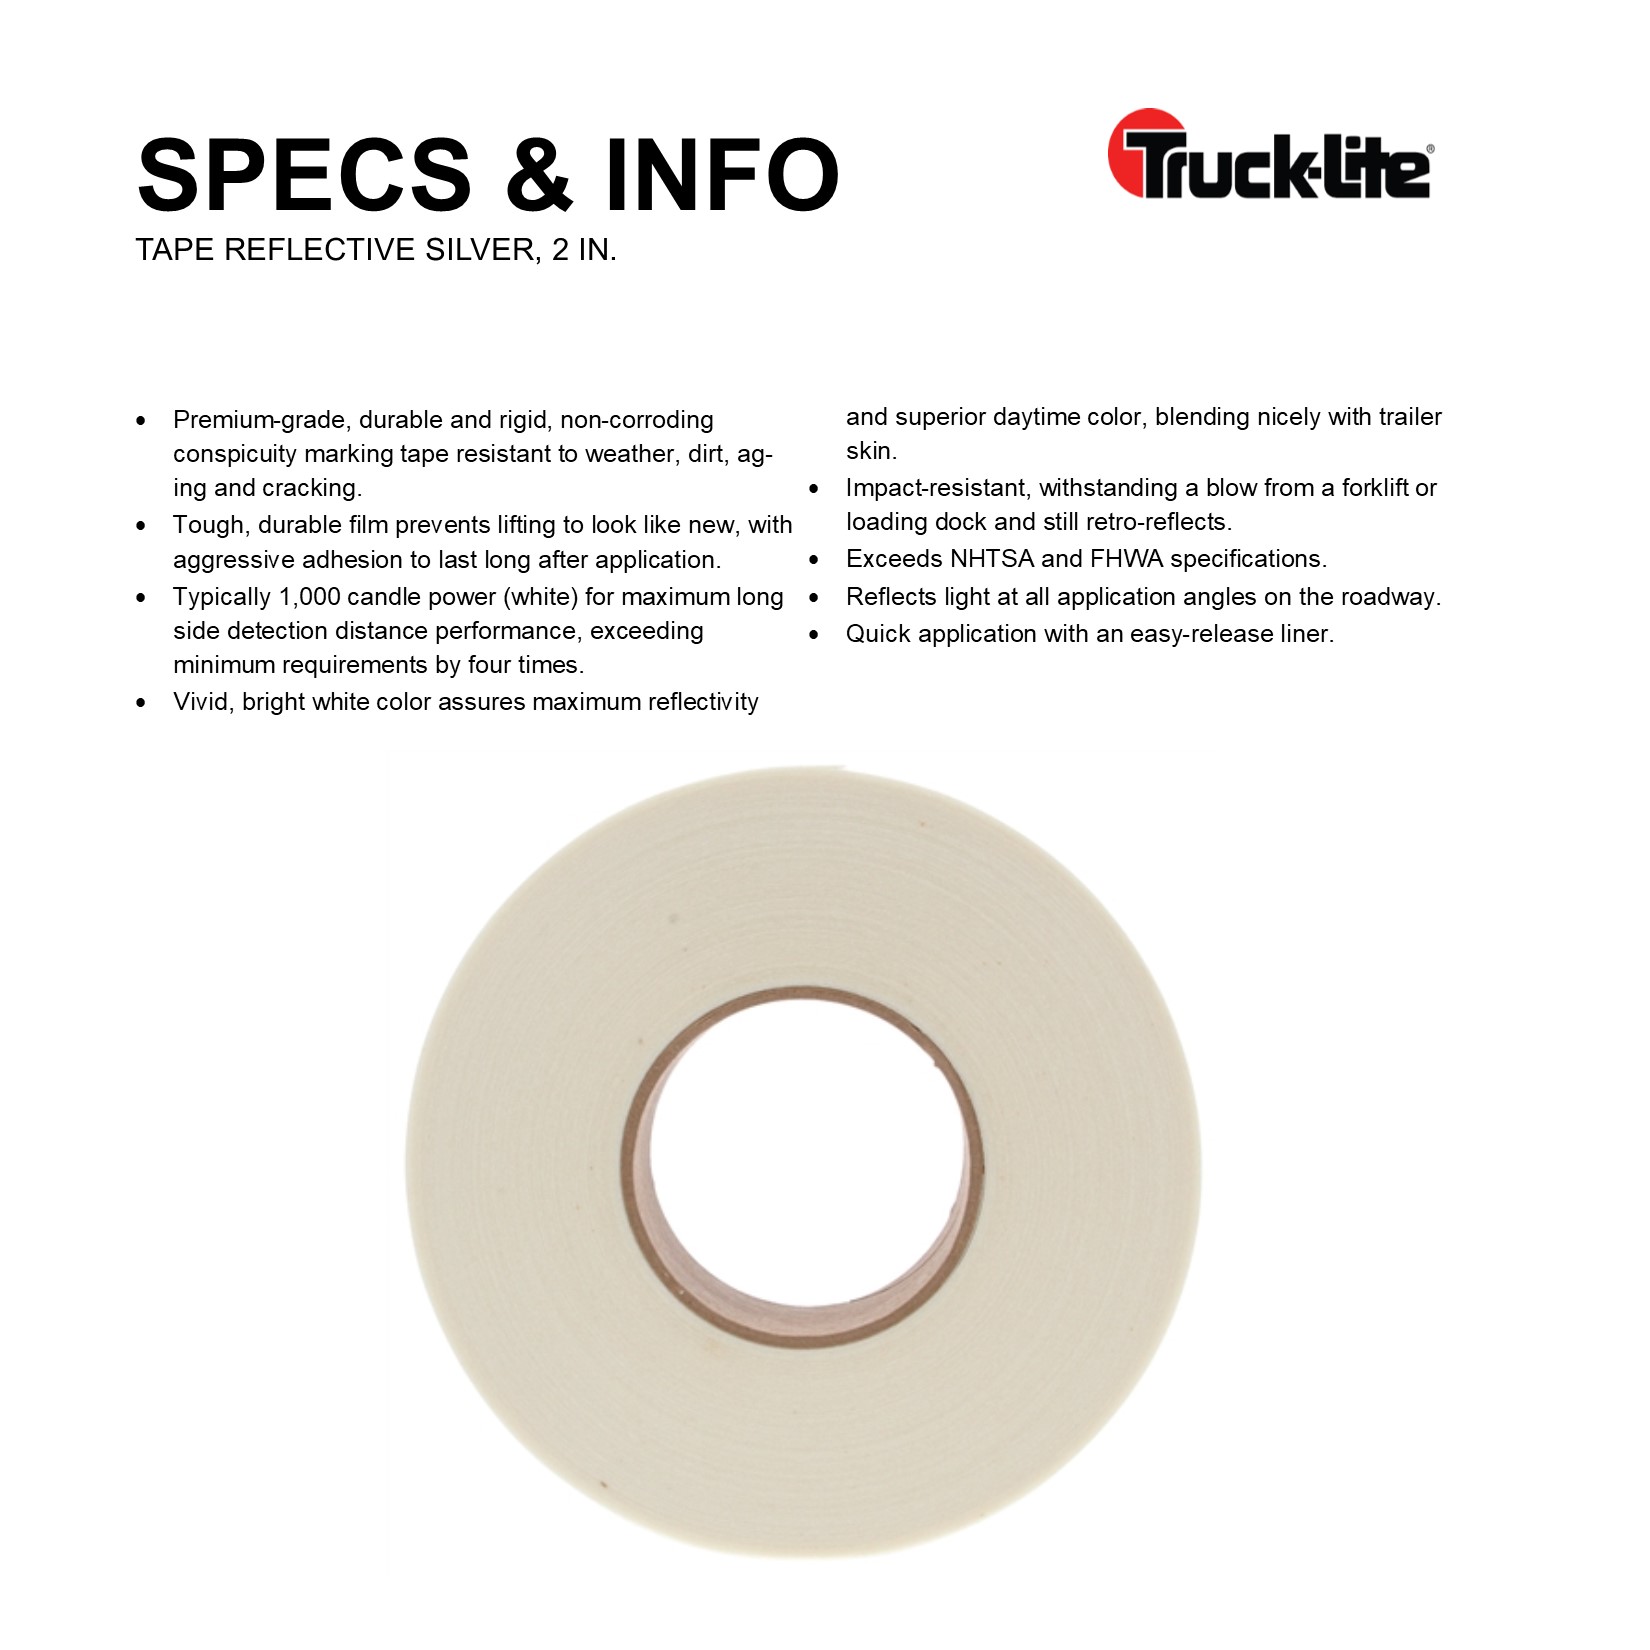 SPECS & INFO
Truck-Lite®
TAPE REFLECTIVE SILVER, 2 IN.
• Premium-grade, durable and rigid, non-corroding
conspicuity marking tape resistant to weather, dirt, ag-
ing and cracking.
• Tough, durable film prevents lifting to look like new, with
aggressive adhesion to last long after application.
• Typically 1,000 candle power (white) for maximum long
side detection distance performance, exceeding
minimum requirements by four times.
• Vivid, bright white color assures maximum reflectivity
and superior daytime color, blending nicely with trailer
skin.
• Impact-resistant, withstanding a blow from a forklift or
loading dock and still retro-reflects.
• Exceeds NHTSA and FHWA specifications.
• Reflects light at all application angles on the roadway.
• Quick application with an easy-release liner.